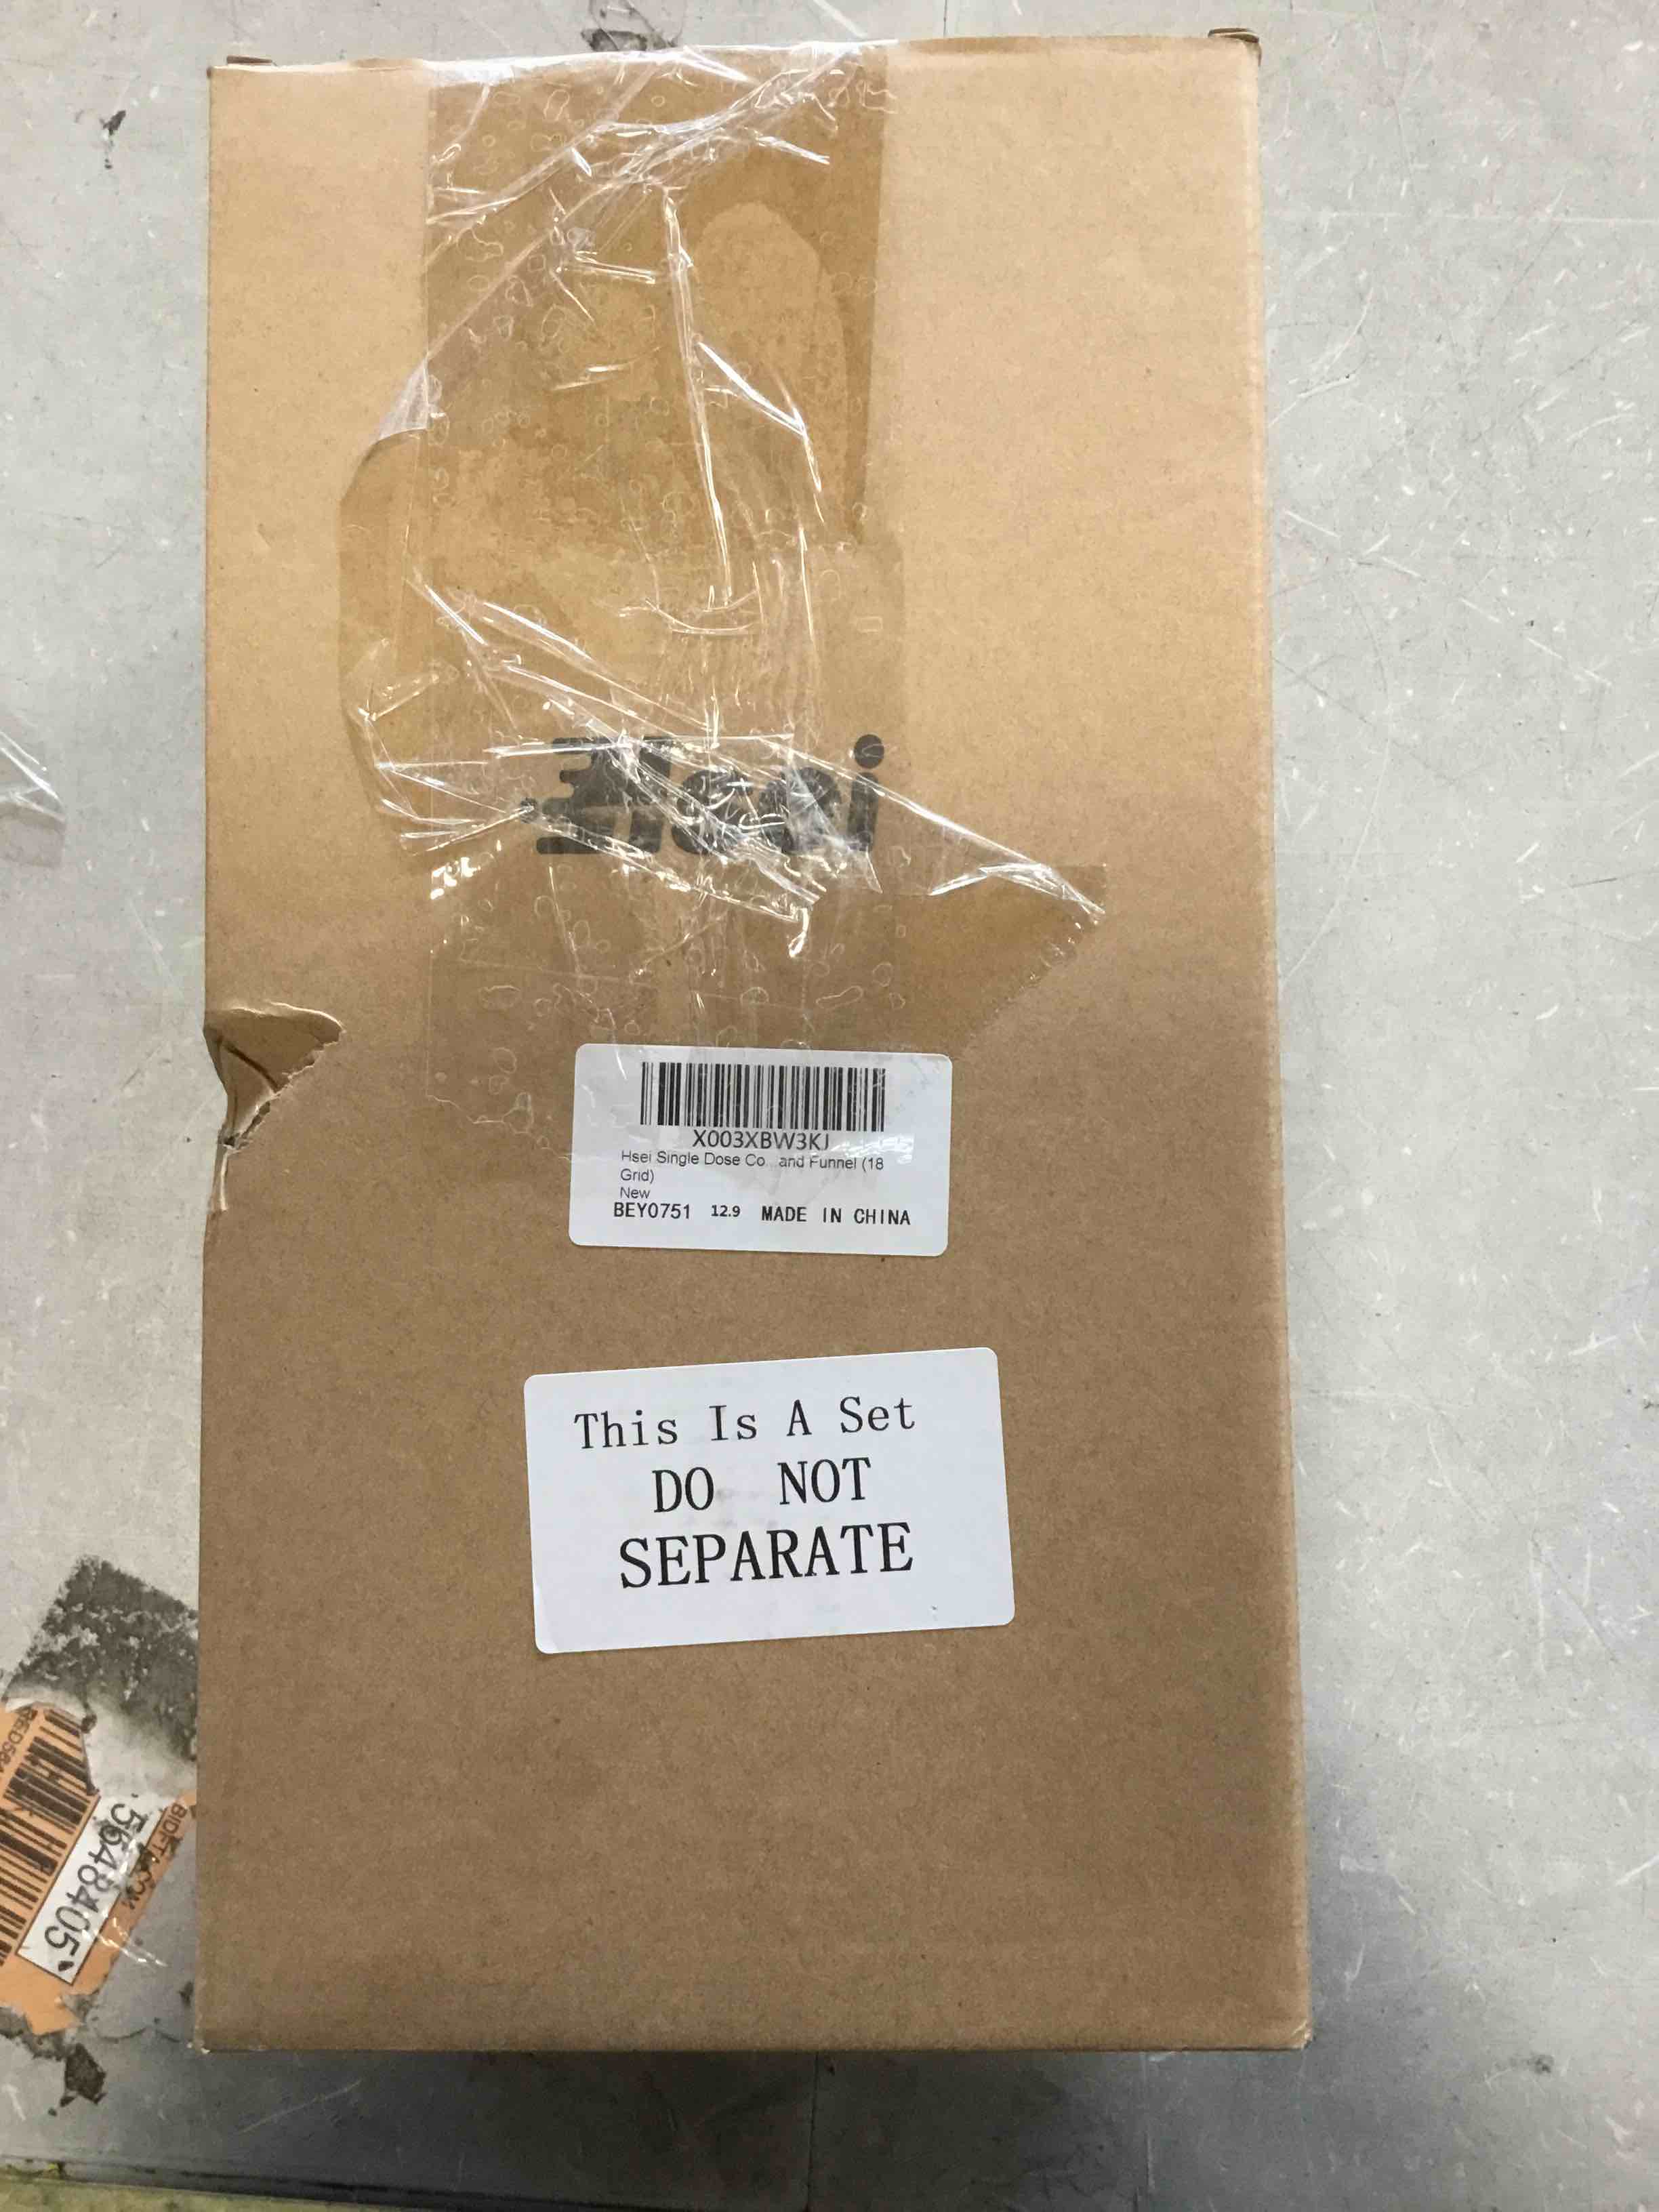 Hsei
X003XBW3KJ
Hsei Single Dose Co...and Funnel (18
Grid)
New
BEY0751 12.9 MADE IN CHINA
This Is A Set
DO NOT
SEPARATE
5648405